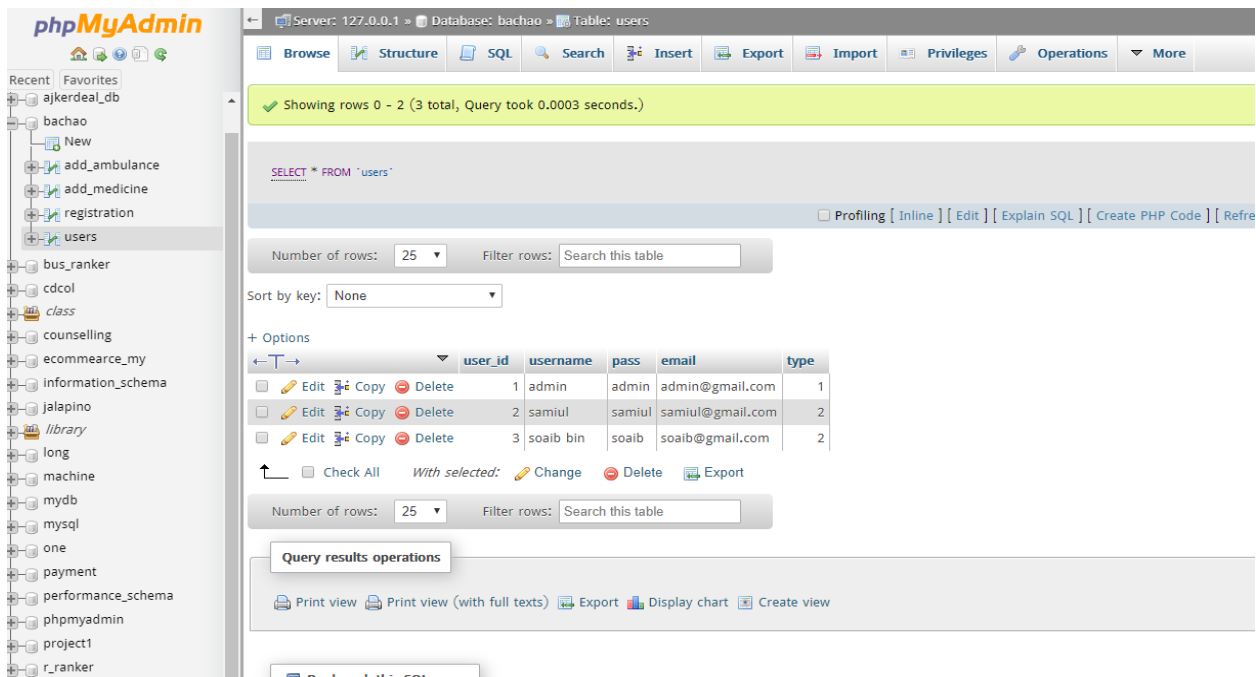 phpMyAdmin
Recent Favorites
ajkerdeal_db
bachao
New
add_ambulance
add_medicine
registration
users
bus_ranker
cdcol
class
counselling
ecommearce_my
information_schema
jalapino
library
long
machine
mydb
mysql
one
payment
performance_schema
phpmyadmin
project1
r_ranker
Server: 127.0.0.1 » Database: bachao » Table: users
Browse Structure SQL Search Insert Export Import Privileges Operations More
Showing rows 0 - 2 (3 total, Query took 0.0003 seconds.)
SELECT * FROM `users`
Profiling [ Inline ] [ Edit ] [ Explain SQL ] [ Create PHP Code ] [ Refre
Number of rows: 25 Filter rows: Search this table
Sort by key: None
+ Options
←T→ user_id username pass email type
Edit Copy Delete 1 admin admin admin@gmail.com 1
Edit Copy Delete 2 samiul samiul samiul@gmail.com 2
Edit Copy Delete 3 soaib bin soaib soaib@gmail.com 2
Check All With selected: Change Delete Export
Number of rows: 25 Filter rows: Search this table
Query results operations
Print view Print view (with full texts) Export Display chart Create view